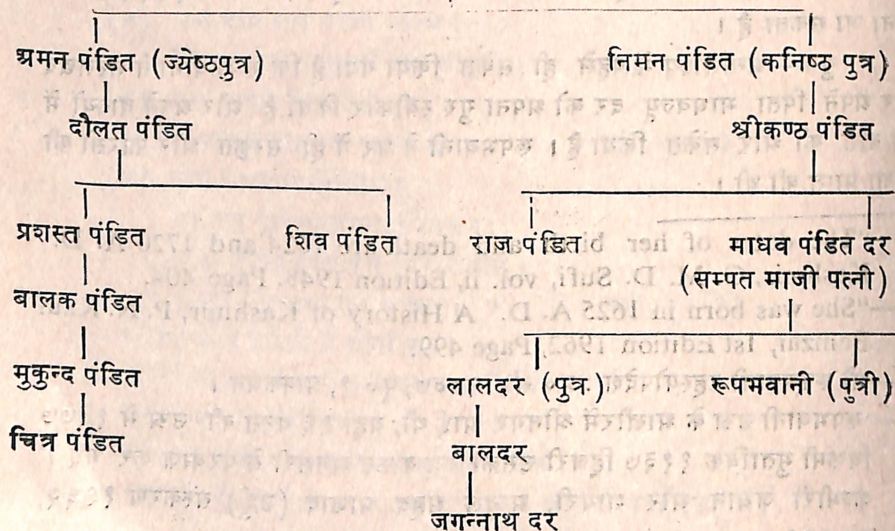 श्रमन पंडित (ज्येष्ठपुत्र) निमन पंडित (कनिष्ठ पुत्र)
दौलत पंडित श्रीकण्ठ पंडित
प्रशस्त पंडित शिव पंडित राज पंडित माधव पंडित दर
(सम्पत मांजी पत्नी)
बालक पंडित
मुकुन्द पंडित लालदर (पुत्र) रूपभवानी (पुत्री)
चित्र पंडित बालदर
जगन्नाथ दर